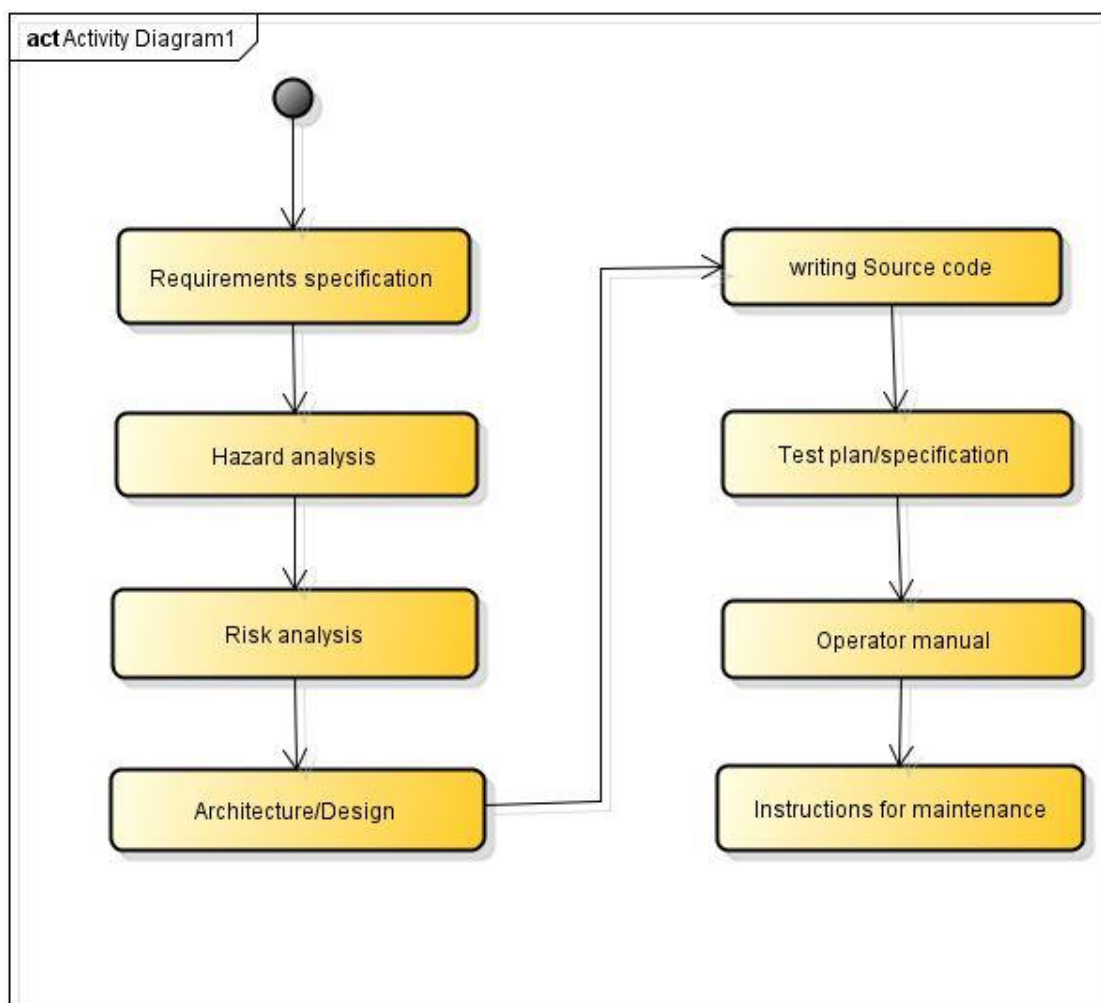 act Activity Diagram1
Requirements specification
Hazard analysis
Risk analysis
Architecture/Design
writing Source code
Test plan/specification
Operator manual
Instructions for maintenance